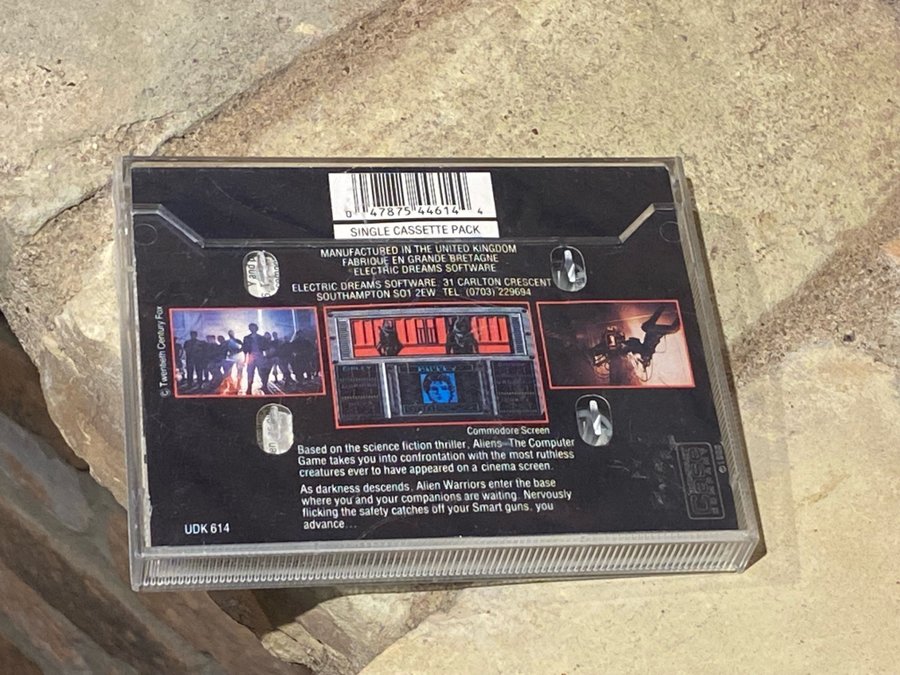 0 47875 44614 4
SINGLE CASSETTE PACK
MANUFACTURED IN THE UNITED KINGDOM
FABRIQUE EN GRANDE BRETAGNE
ELECTRIC DREAMS SOFTWARE
ELECTRIC DREAMS SOFTWARE, 31 CARLTON CRESCENT
SOUTHAMPTON SO1 2EW TEL (0703) 229694
© Twentieth Century Fox
RIPLEY
Commodore Screen
Based on the science fiction thriller, Aliens—The Computer
Game takes you into confrontation with the most ruthless
creatures ever to have appeared on a cinema screen.
As darkness descends, Alien Warriors enter the base
where you and your companions are waiting. Nervously
flicking the safety catches off your Smart guns, you
advance...
UDK 614